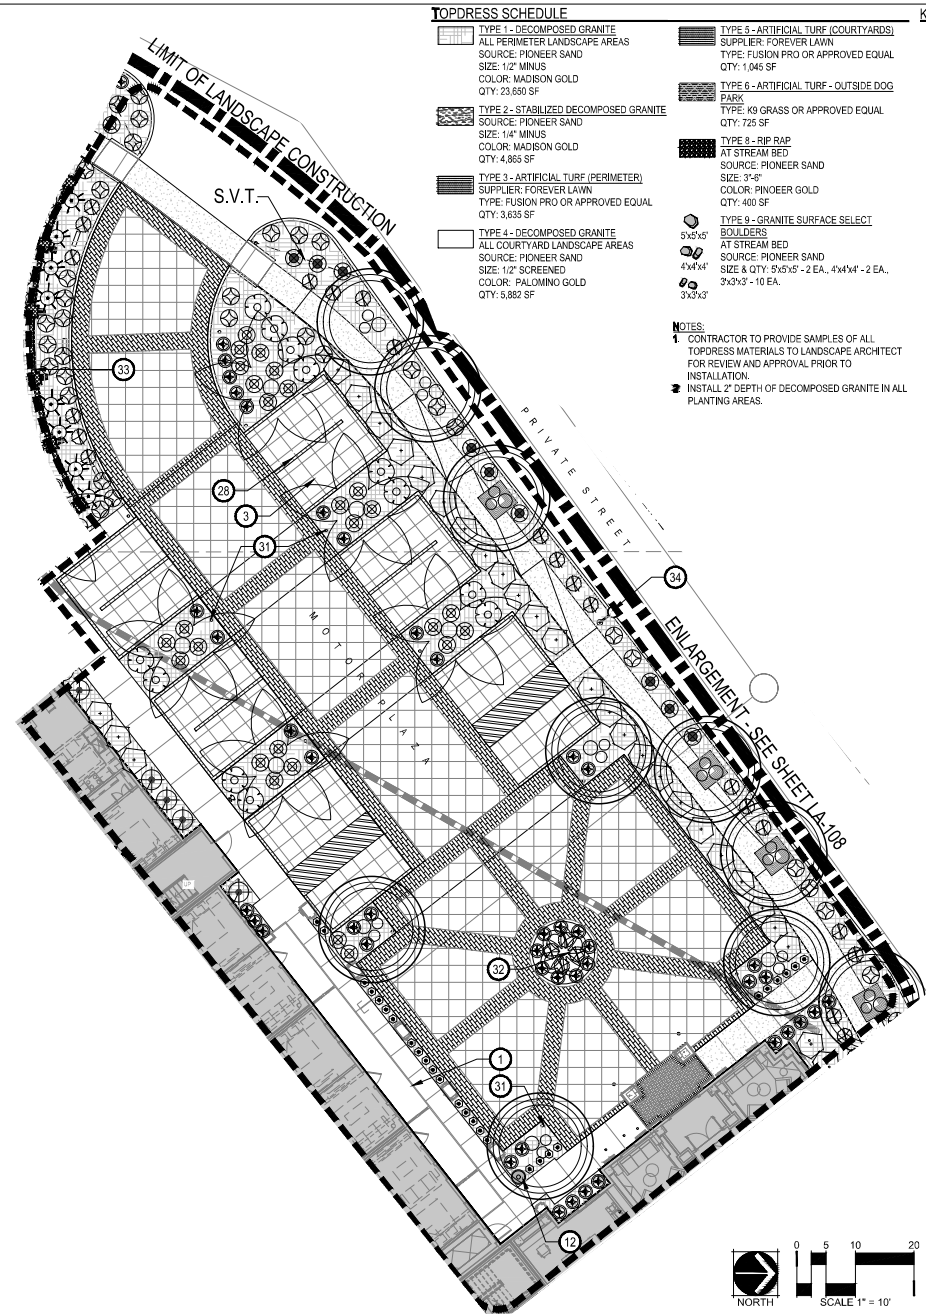 TOPDRESS SCHEDULE
K
TYPE 1 - DECOMPOSED GRANITE
ALL PERIMETER LANDSCAPE AREAS
SOURCE: PIONEER SAND
SIZE: 1/2" MINUS
COLOR: MADISON GOLD
QTY: 23,650 SF
TYPE 2 - STABILIZED DECOMPOSED GRANITE
SOURCE: PIONEER SAND
SIZE: 1/4" MINUS
COLOR: MADISON GOLD
QTY: 4,865 SF
TYPE 3 - ARTIFICIAL TURF (PERIMETER)
SUPPLIER: FOREVER LAWN
TYPE: FUSION PRO OR APPROVED EQUAL
QTY: 3,635 SF
TYPE 4 - DECOMPOSED GRANITE
ALL COURTYARD LANDSCAPE AREAS
SOURCE: PIONEER SAND
SIZE: 1/2" SCREENED
COLOR: PALOMINO GOLD
QTY: 5,882 SF
TYPE 5 - ARTIFICIAL TURF (COURTYARDS)
SUPPLIER: FOREVER LAWN
TYPE: FUSION PRO OR APPROVED EQUAL
QTY: 1,045 SF
TYPE 6 - ARTIFICIAL TURF - OUTSIDE DOG
PARK
TYPE: K9 GRASS OR APPROVED EQUAL
QTY: 725 SF
TYPE 8 - RIP RAP
AT STREAM BED
SOURCE: PIONEER SAND
SIZE: 3"-6"
COLOR: PINOEER GOLD
QTY: 400 SF
TYPE 9 - GRANITE SURFACE SELECT
BOULDERS
AT STREAM BED
SOURCE: PIONEER SAND
SIZE & QTY: 5'x5'x5' - 2 EA., 4'x4'x4' - 2 EA.,
3'x3'x3' - 10 EA.
5'x5'x5'
4'x4'x4'
3'x3'x3'
NOTES:
1. CONTRACTOR TO PROVIDE SAMPLES OF ALL
TOPDRESS MATERIALS TO LANDSCAPE ARCHITECT
FOR REVIEW AND APPROVAL PRIOR TO
INSTALLATION.
INSTALL 2" DEPTH OF DECOMPOSED GRANITE IN ALL
PLANTING AREAS.
LIMIT OF LANDSCAPE CONSTRUCTION
S.V.T.
33
28
3
31
PRIVATE STREET
34
MOTOR PLAZA
ENLARGEMENT - SEE SHEET LA-108
UP
32
1
31
12
NORTH
0 5 10 20
SCALE 1" = 10'